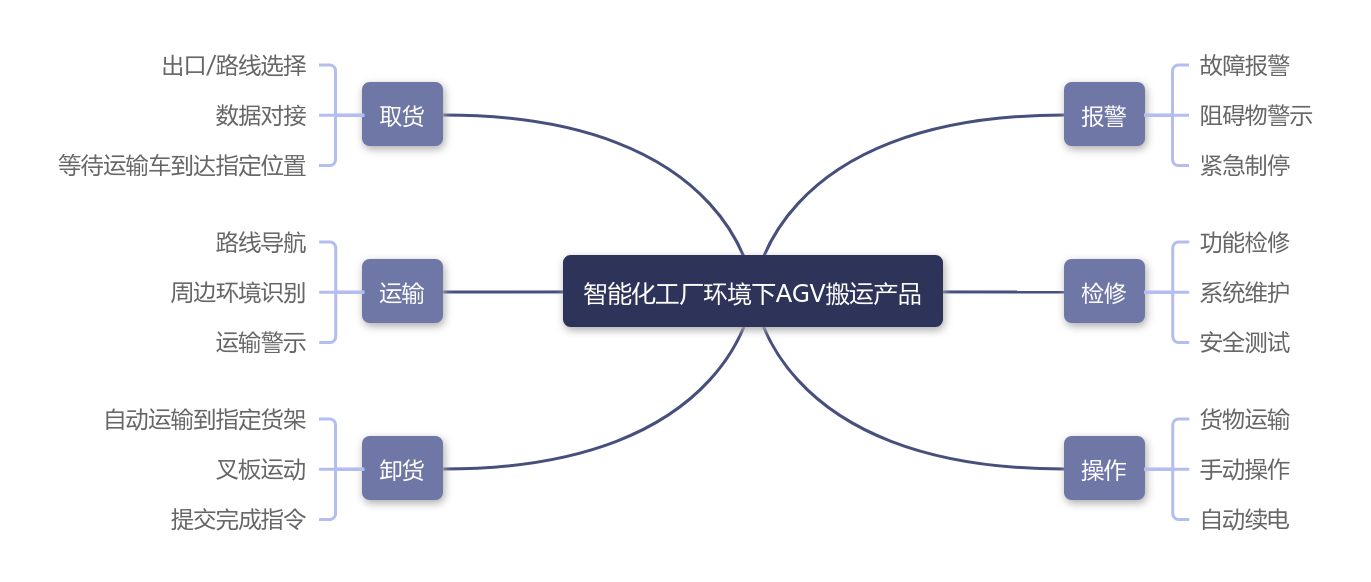 智能化工厂环境下AGV搬运产品
取货
出口/路线选择
数据对接
等待运输车到达指定位置
运输
路线导航
周边环境识别
运输警示
卸货
自动运输到指定货架
叉板运动
提交完成指令
报警
故障报警
阻碍物警示
紧急制停
检修
功能检修
系统维护
安全测试
操作
货物运输
手动操作
自动续电